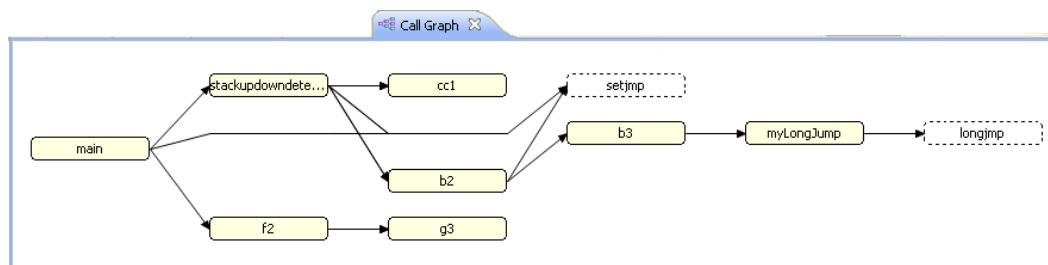 Call Graph
stackupdowndete...
cc1
setjmp
b3
myLongJump
longjmp
main
b2
f2
g3